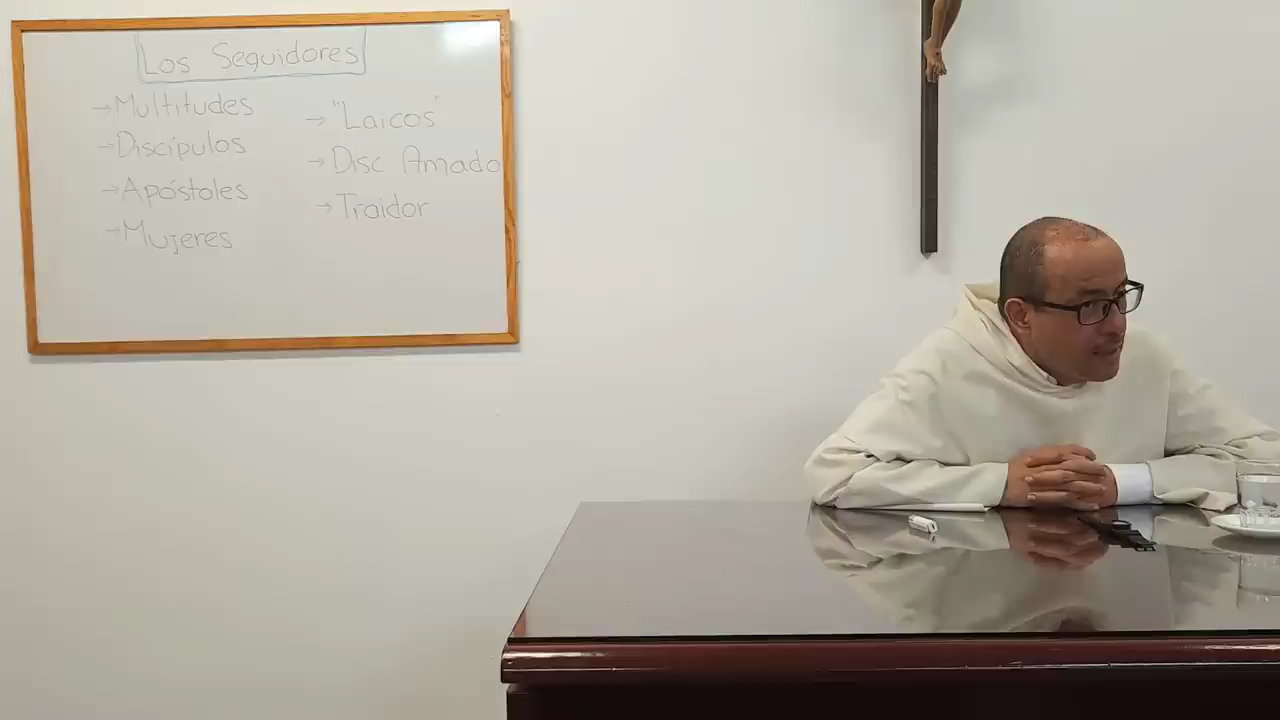 Los Seguidores
→Multitudes
→Discípulos
→Apóstoles
→Mujeres
→"Laicos"
→Disc Amado
→Traidor